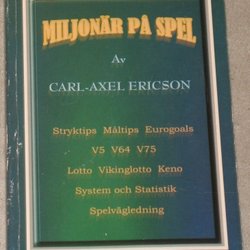 MILJONÄR PÅ SPEL
Av
CARL-AXEL ERICSON
Stryktips Måltips Eurogoals
V5 V64 V75
Lotto Vikinglotto Keno
System och Statistik
Spelvägledning